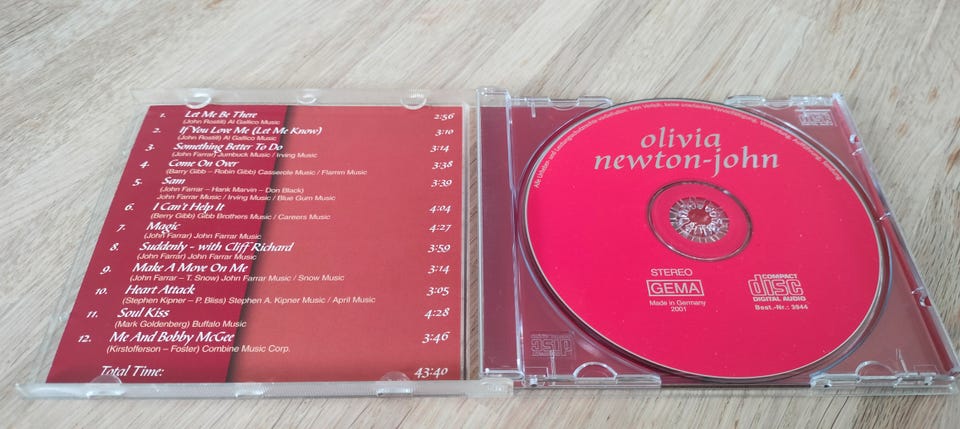 1. Let Me Be There 2:56
(John Rostill) Al Gallico Music
2. If You Love Me (Let Me Know) 3:10
(John Rostill) Al Gallico Music
3. Something Better To Do 3:14
(John Farrar) Jumbuck Music / Irving Music
4. Come On Over 3:38
(Barry Gibb – Robin Gibb) Casserole Music / Flamm Music
5. Sam 3:39
(John Farrar – Hank Marvin – Don Black)
John Farrar Music / Irving Music / Blue Gum Music
6. I Can't Help It 4:04
(Berry Gibb) Gibb Brothers Music / Careers Music
7. Magic 4:27
(John Farrar) John Farrar Music
8. Suddenly - with Cliff Richard 3:59
(John Farrar) John Farrar Music
9. Make A Move On Me 3:14
(John Farrar – T. Snow) John Farrar Music / Snow Music
10. Heart Attack 3:05
(Stephen Kipner – P. Bliss) Stephen A. Kipner Music / April Music
11. Soul Kiss 4:28
(Mark Goldenberg) Buffalo Music
12. Me And Bobby McGee 3:46
(Kirstofferson – Foster) Combine Music Corp.
Total Time: 43:40
olivia
newton-john
STEREO
GEMA
Made in Germany
2001
COMPACT
disc
DIGITAL AUDIO
Best.-Nr.: 3944